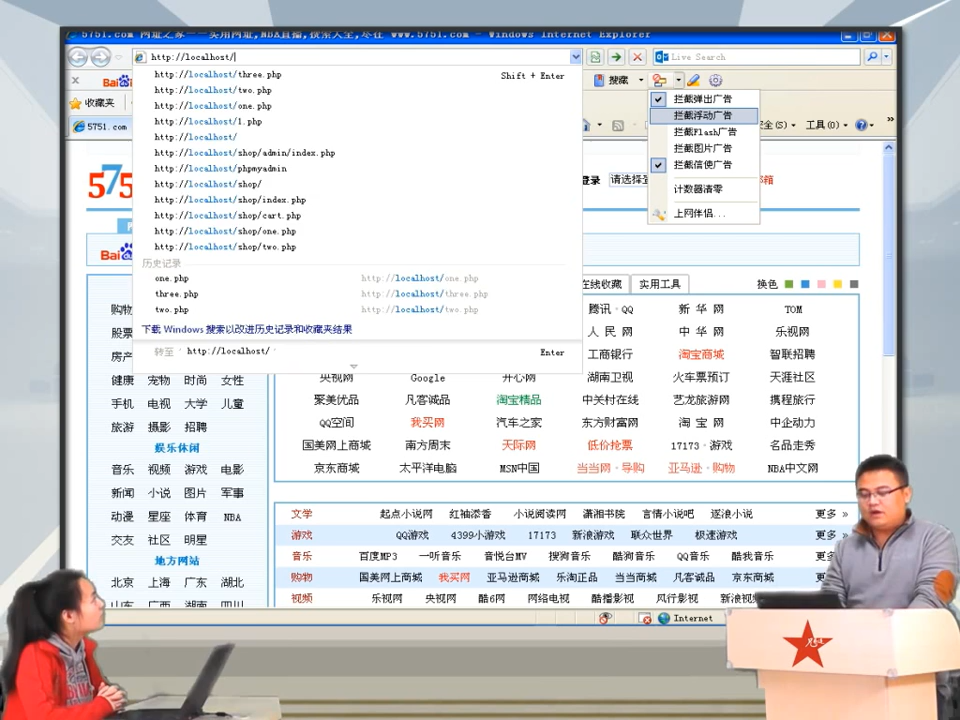 5751.com 网址之家--实用网址,NBA直播,搜索大全,尽在 www.5751.com - Windows Internet Explorer
http://localhost/
Live Search
http://localhost/three.php
Shift + Enter
http://localhost/two.php
http://localhost/one.php
http://localhost/1.php
http://localhost/
http://localhost/shop/admin/index.php
http://localhost/phpmyadmin
http://localhost/shop/
http://localhost/shop/index.php
http://localhost/shop/cart.php
http://localhost/shop/one.php
http://localhost/shop/two.php
历史记录
one.php http://localhost/one.php
three.php http://localhost/three.php
two.php http://localhost/two.php
下载 Windows 搜索以改进历史记录和收藏夹结果
转至 " http://localhost/ "
Enter
Bai
搜藏
收藏夹
5751.com
工具(O)
拦截弹出广告
拦截浮动广告
拦截Flash广告
拦截图片广告
拦截信使广告
计数器清零
上网伴侣...
575
登录
Bai
在线收藏 实用工具 换色
腾讯·QQ 新华网 TOM
人民网 中华网 乐视网
工商银行 淘宝商城 智联招聘
央视网 Google 开心网 湖南卫视 火车票预订 天涯社区
聚美优品 凡客诚品 淘宝精品 中关村在线 艺龙旅游网 携程旅行
QQ空间 我买网 汽车之家 东方财富网 淘宝网 中企动力
国美网上商城 南方周末 天际网 低价抢票 17173·游戏 名品走秀
京东商城 太平洋电脑 MSN中国 当当网·导购 亚马逊·购物 NBA中文网
购物
股票
房产
健康 宠物 时尚 女性
手机 电视 大学 儿童
旅游 摄影 招聘
娱乐休闲
音乐 视频 游戏 电影
新闻 小说 图片 军事
动漫 星座 体育 NBA
交友 社区 明星
地方网站
北京 上海 广东 湖北
山东 广西 湖南 四川
文学 起点小说网 红袖添香 小说阅读网 潇湘书院 言情小说吧 逐浪小说 更多 »
游戏 QQ游戏 4399小游戏 17173 新浪游戏 联众世界 极速游戏 更多 »
音乐 百度MP3 一听音乐 音悦台MV 搜狗音乐 酷狗音乐 QQ音乐 酷我音乐 更多
购物 国美网上商城 我买网 亚马逊商城 乐淘正品 当当商城 凡客诚品 京东商城
视频 乐视网 央视网 酷6网 网络电视 酷播影视 风行影视
Internet